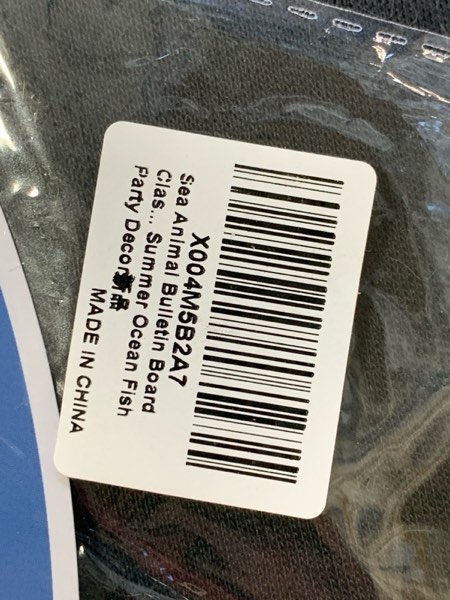 X004M5B2A7
Sea Animal Bulletin Board
Clas... Summer Ocean Fish
Party Decor新品
MADE IN CHINA